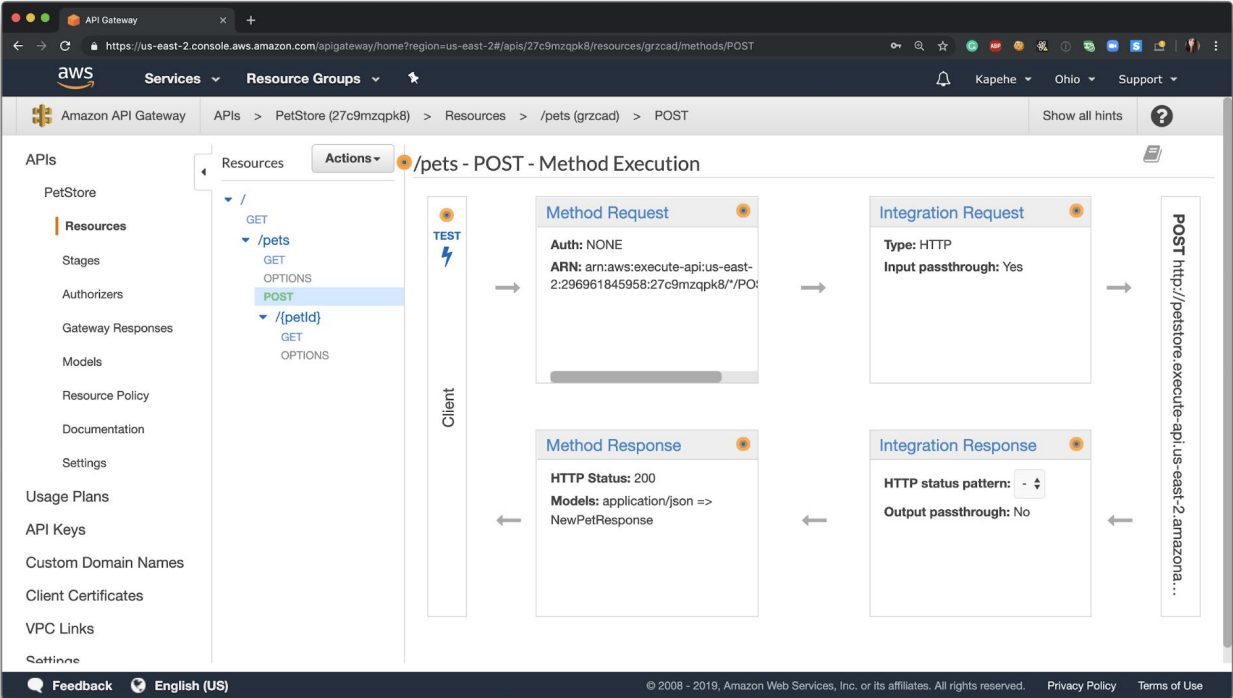 API Gateway
https://us-east-2.console.aws.amazon.com/apigateway/home?region=us-east-2#/apis/27c9mzqpk8/resources/grzcad/methods/POST
ABP
S
aws
Services
Resource Groups
Kapehe
Ohio
Support
Amazon API Gateway
APIs > PetStore (27c9mzqpk8) > Resources > /pets (grzcad) > POST
Show all hints
?
APIs
PetStore
Resources
Stages
Authorizers
Gateway Responses
Models
Resource Policy
Documentation
Settings
Usage Plans
API Keys
Custom Domain Names
Client Certificates
VPC Links
Settings
Resources
Actions
/
GET
/pets
GET
OPTIONS
POST
/{petId}
GET
OPTIONS
/pets - POST - Method Execution
TEST
Client
Method Request
Auth: NONE
ARN: arn:aws:execute-api:us-east-
2:296961845958:27c9mzqpk8/*/POS
Integration Request
Type: HTTP
Input passthrough: Yes
POST http://petstore.execute-api.us-east-2.amazona...
Method Response
HTTP Status: 200
Models: application/json =>
NewPetResponse
Integration Response
HTTP status pattern: -
Output passthrough: No
Feedback
English (US)
© 2008 - 2019, Amazon Web Services, Inc. or its affiliates. All rights reserved.
Privacy Policy
Terms of Use